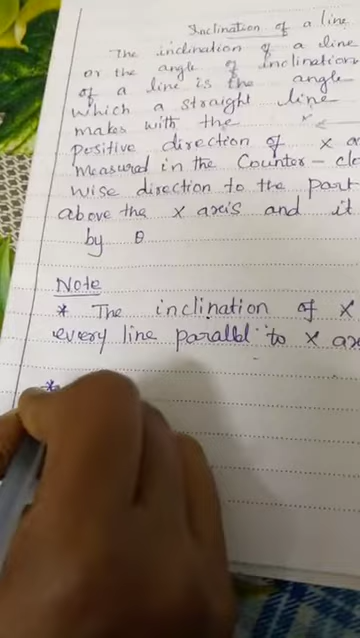 Inclination of a line
The inclination of a line
or the angle of inclination
of a line is the angle
which a straight line
makes with the
positive direction of x
Measured in the Counter - clo
wise direction to the part
above the x axis and it
by θ
Note
* The inclination of X
every line parallel to x ax
*